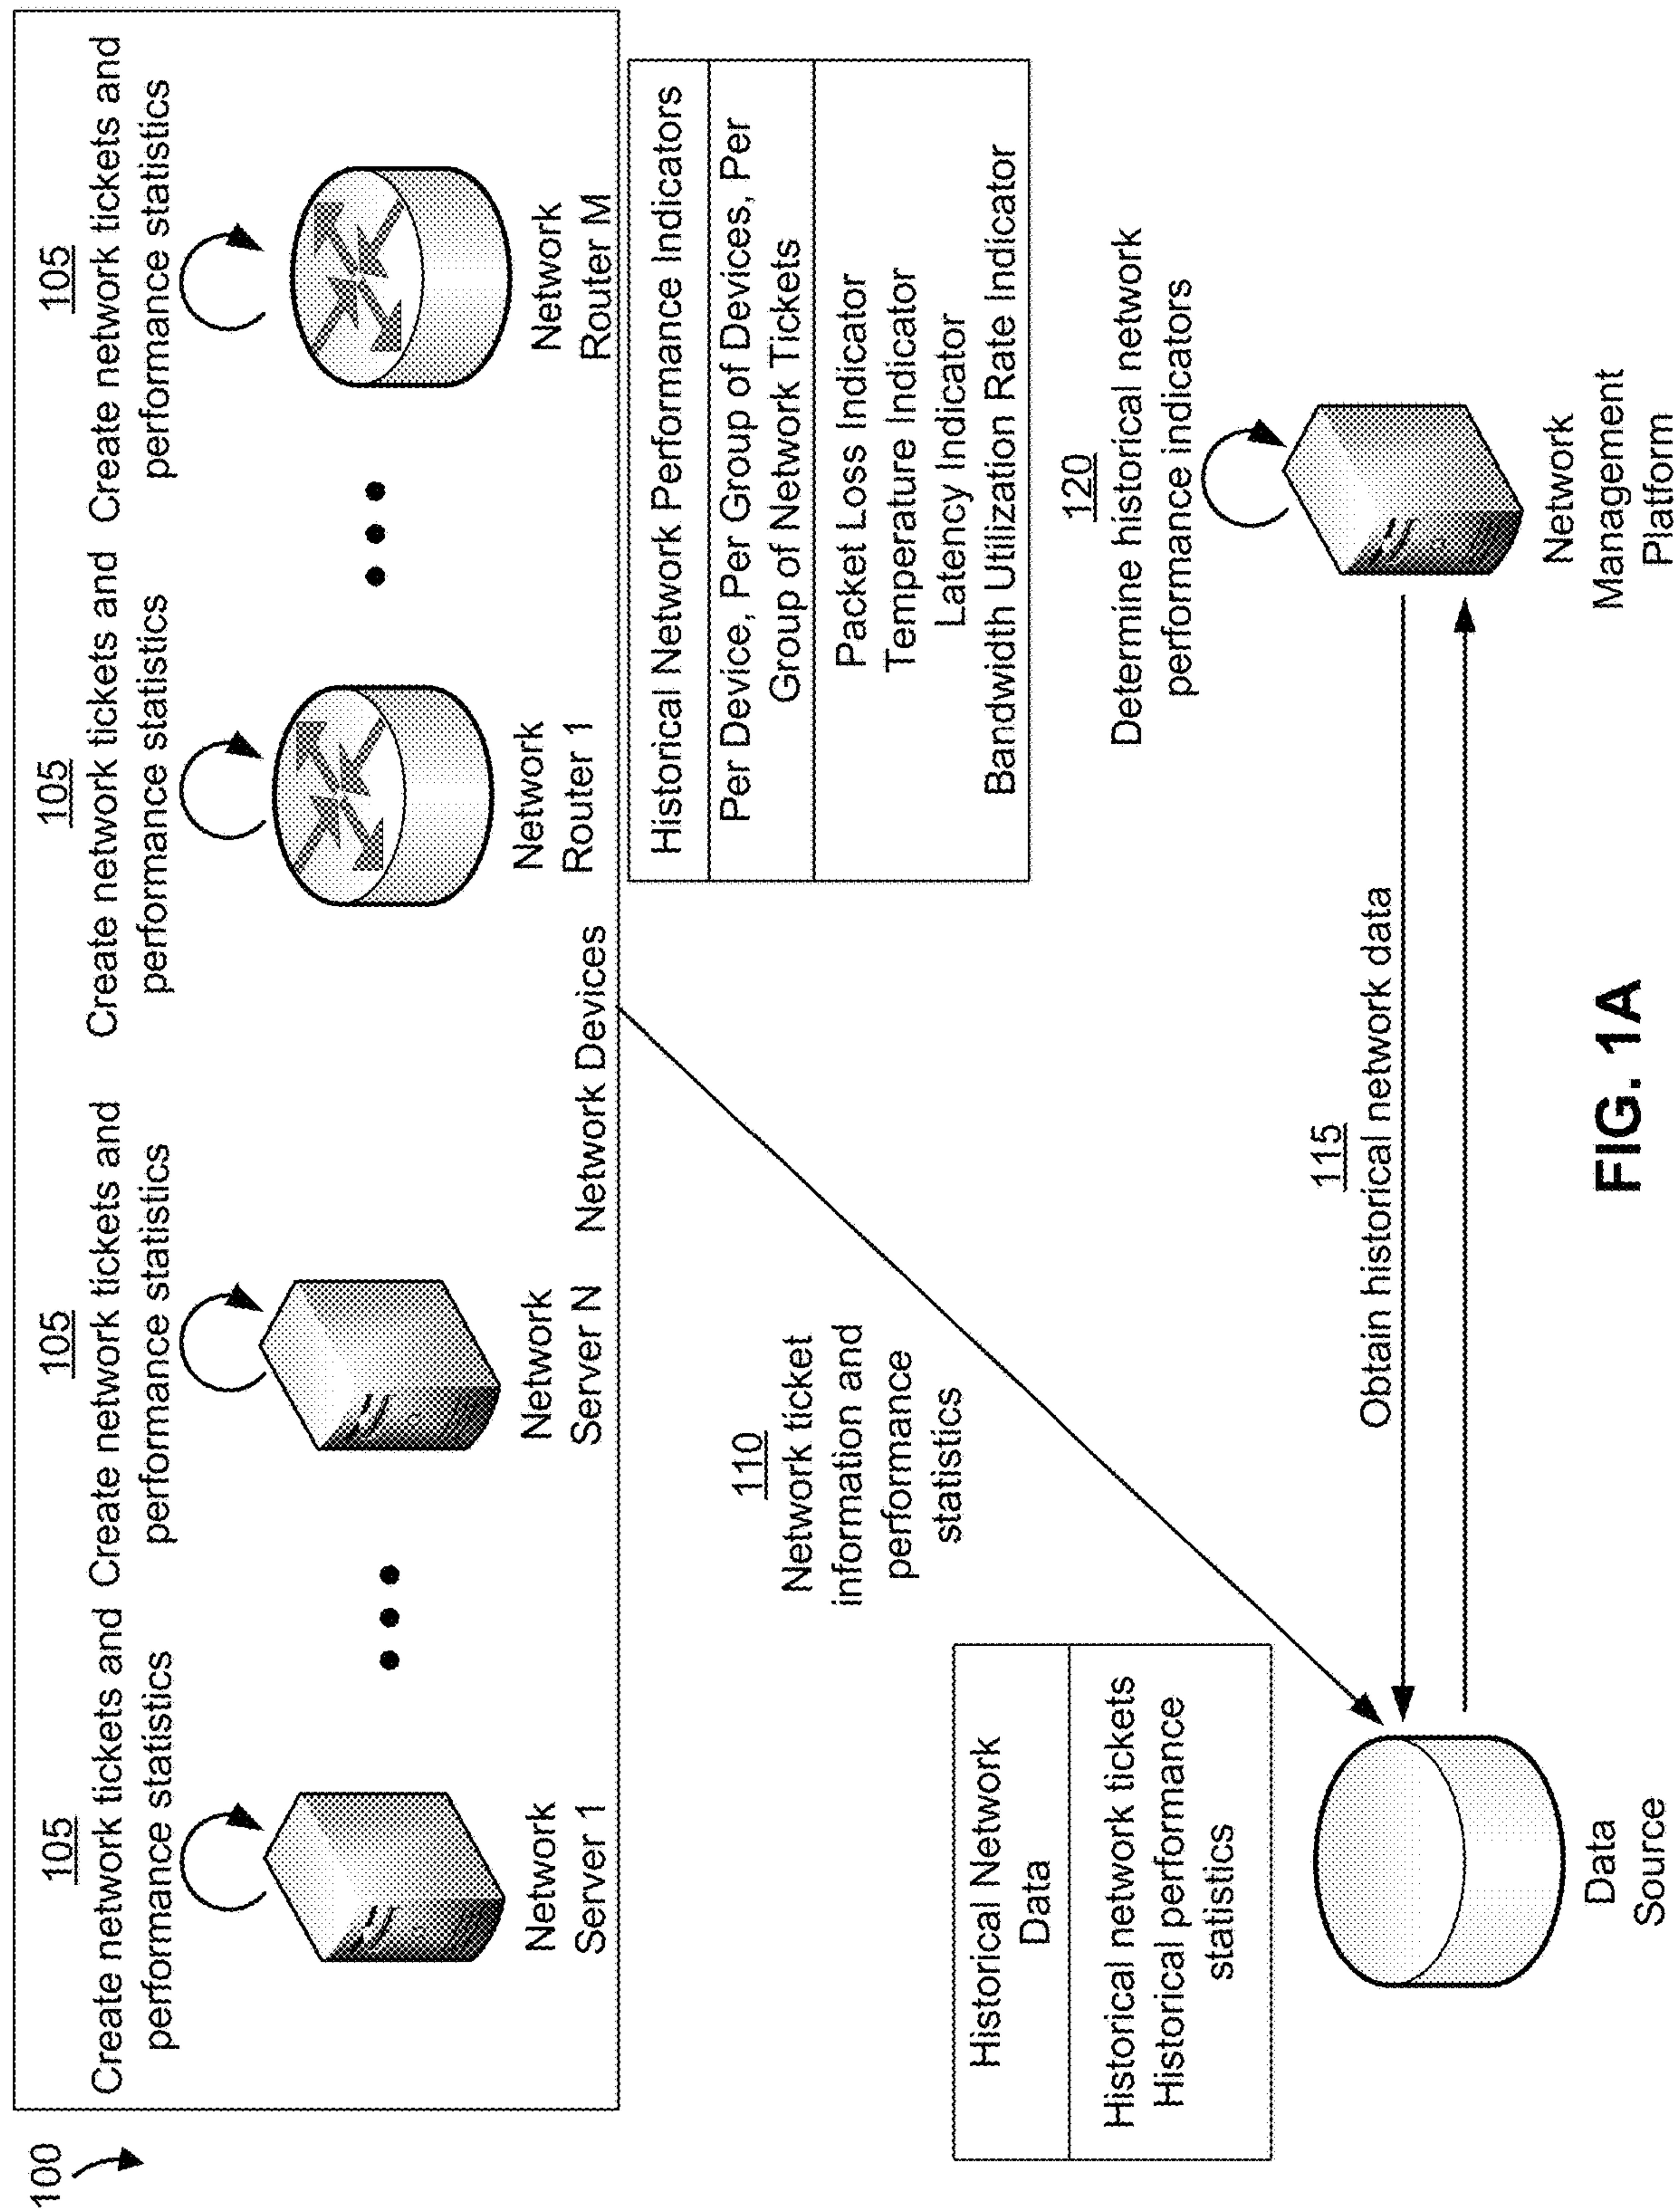 100
105
Create network tickets and
performance statistics
Network
Server 1
105
Create network tickets and
performance statistics
Network
Server N
105
Create network tickets and
performance statistics
Network
Router 1
105
Create network tickets and
performance statistics
Network
Router M
Network Devices
110
Network ticket
information and
performance
statistics
Historical Network Performance Indicators
Per Device, Per Group of Devices, Per
Group of Network Tickets
Packet Loss Indicator
Temperature Indicator
Latency Indicator
Bandwidth Utilization Rate Indicator
Historical Network
Data
Historical network tickets
Historical performance
statistics
120
Determine historical network
performance indicators
115
Obtain historical network data
Data
Source
Network
Management
Platform
FIG. 1A